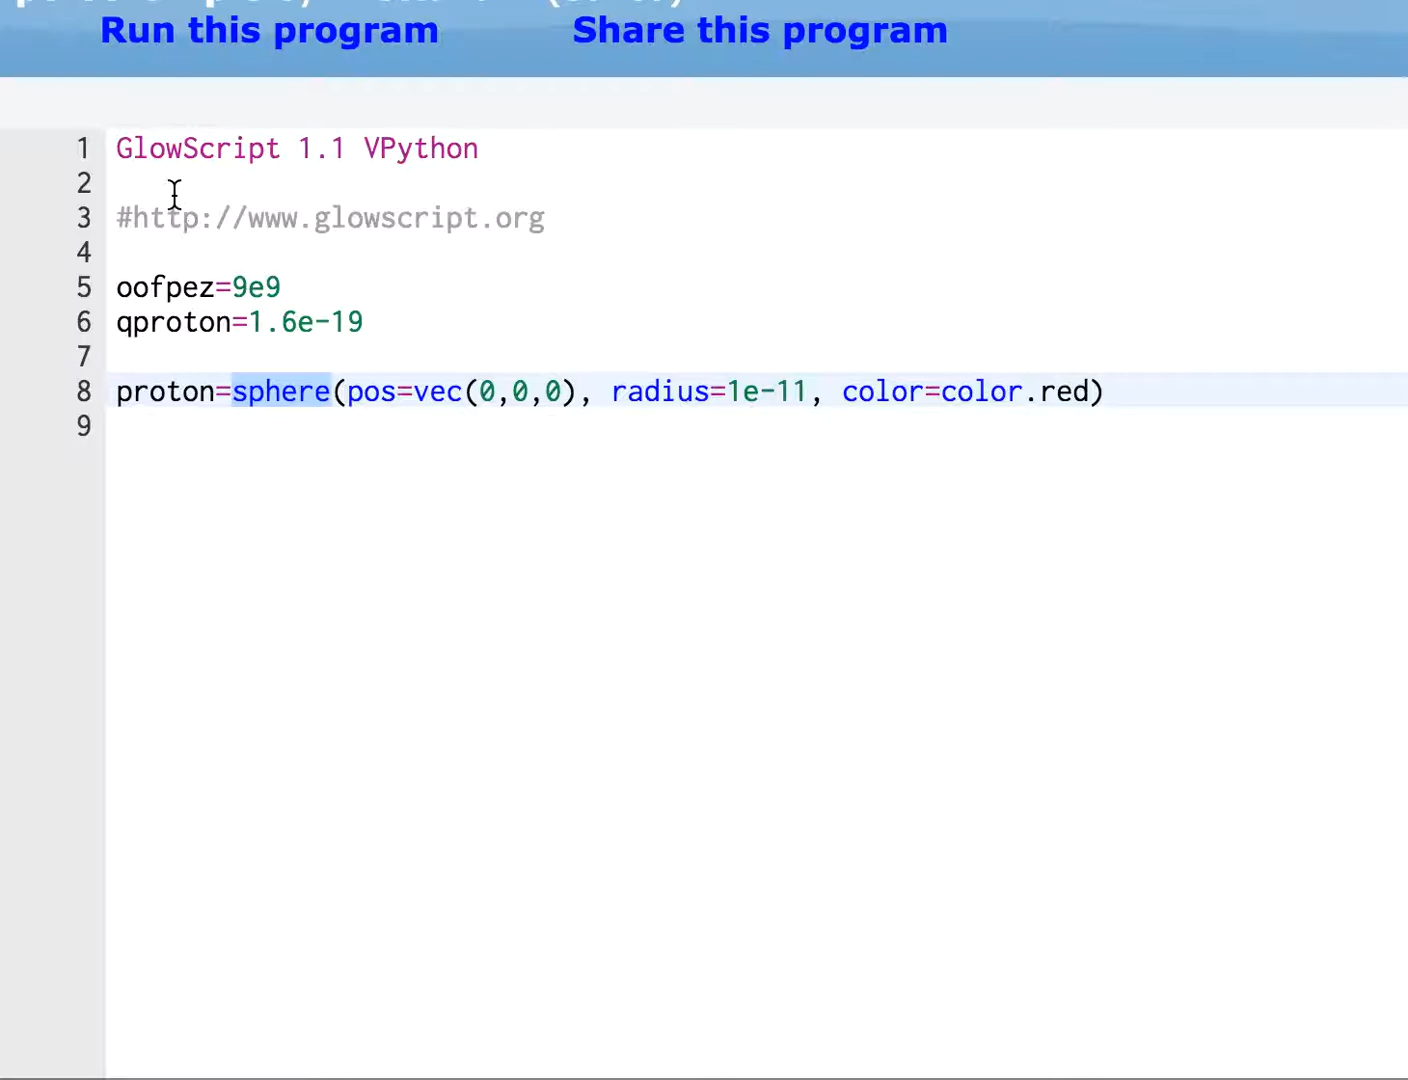 Run this program Share this program
1 GlowScript 1.1 VPython
2
3 #http://www.glowscript.org
4
5 oofpez=9e9
6 qproton=1.6e-19
7
8 proton=sphere(pos=vec(0,0,0), radius=1e-11, color=color.red)
9